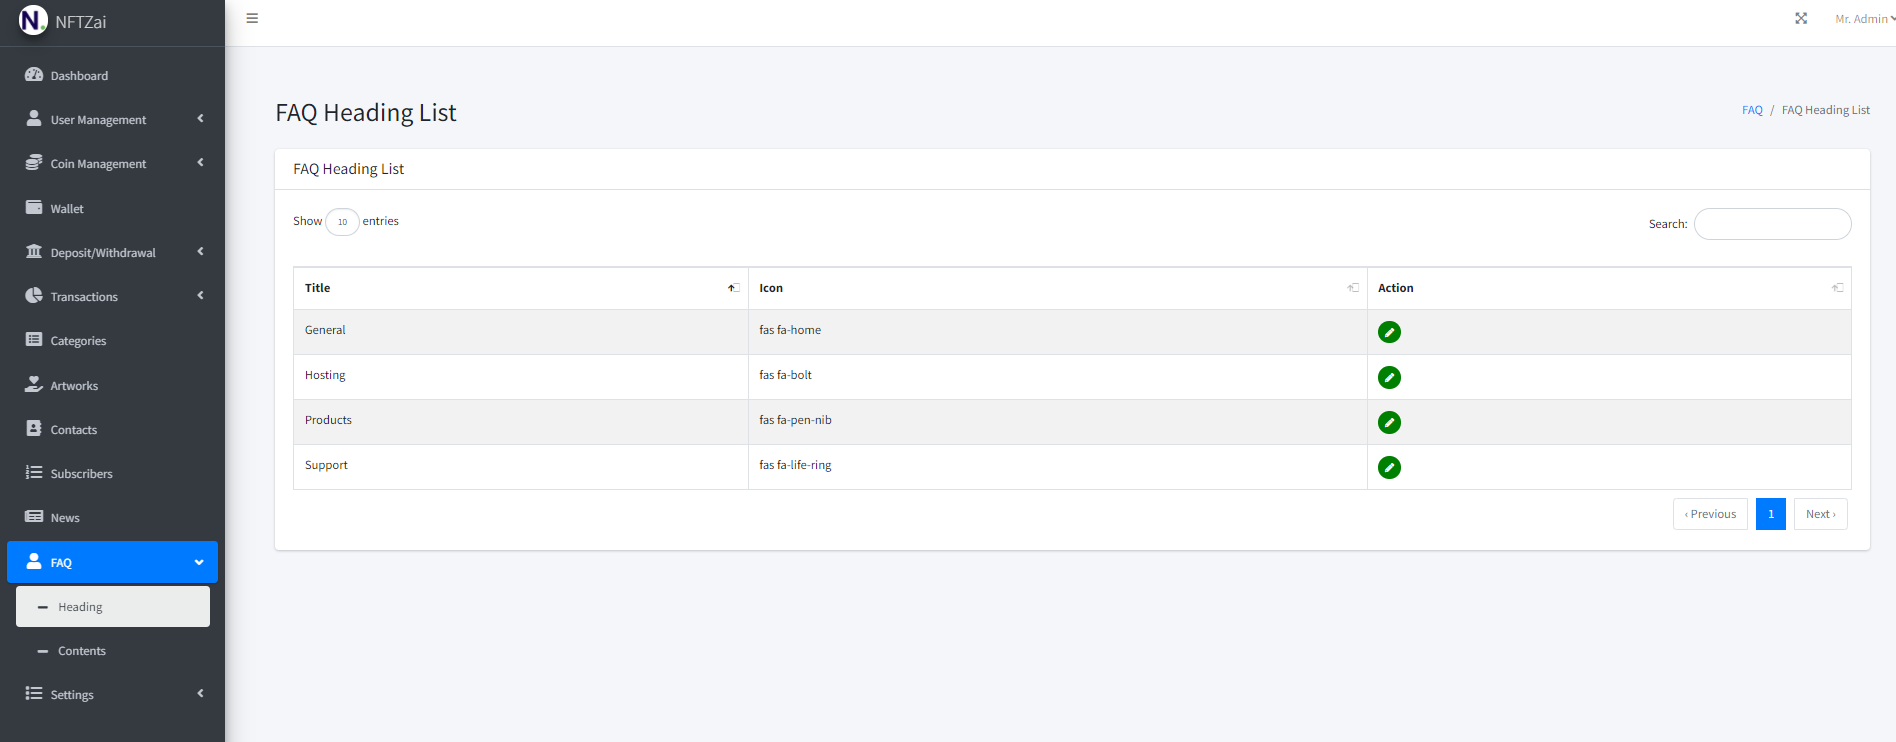 N. NFTZai
Mr. Admin
Dashboard
User Management
Coin Management
Wallet
Deposit/Withdrawal
Transactions
Categories
Artworks
Contacts
Subscribers
News
FAQ
Heading
Contents
Settings
FAQ Heading List
FAQ / FAQ Heading List
FAQ Heading List
Show 10 entries
Search:
Title Icon Action
General fas fa-home
Hosting fas fa-bolt
Products fas fa-pen-nib
Support fas fa-life-ring
‹ Previous 1 Next ›